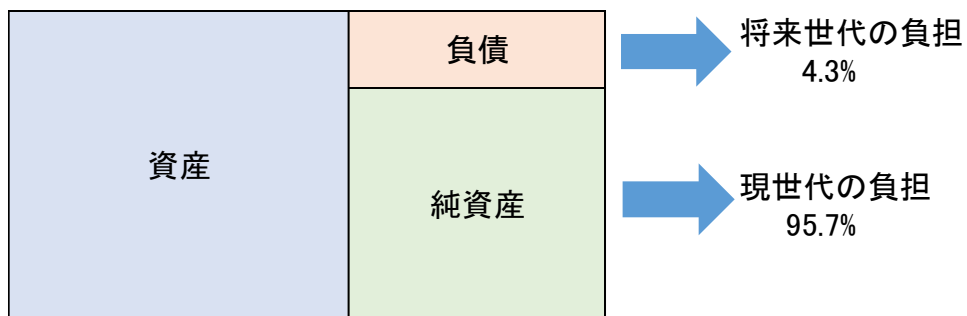 資産
負債
純資産
将来世代の負担
4.3%
現世代の負担
95.7%